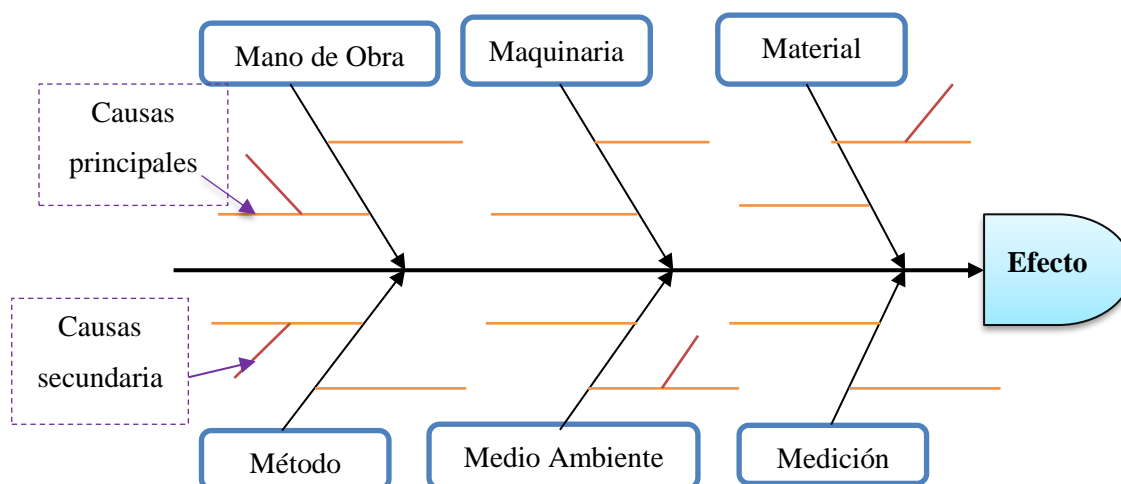 Mano de Obra
Maquinaria
Material
Causas
principales
Efecto
Causas
secundaria
Método
Medio Ambiente
Medición